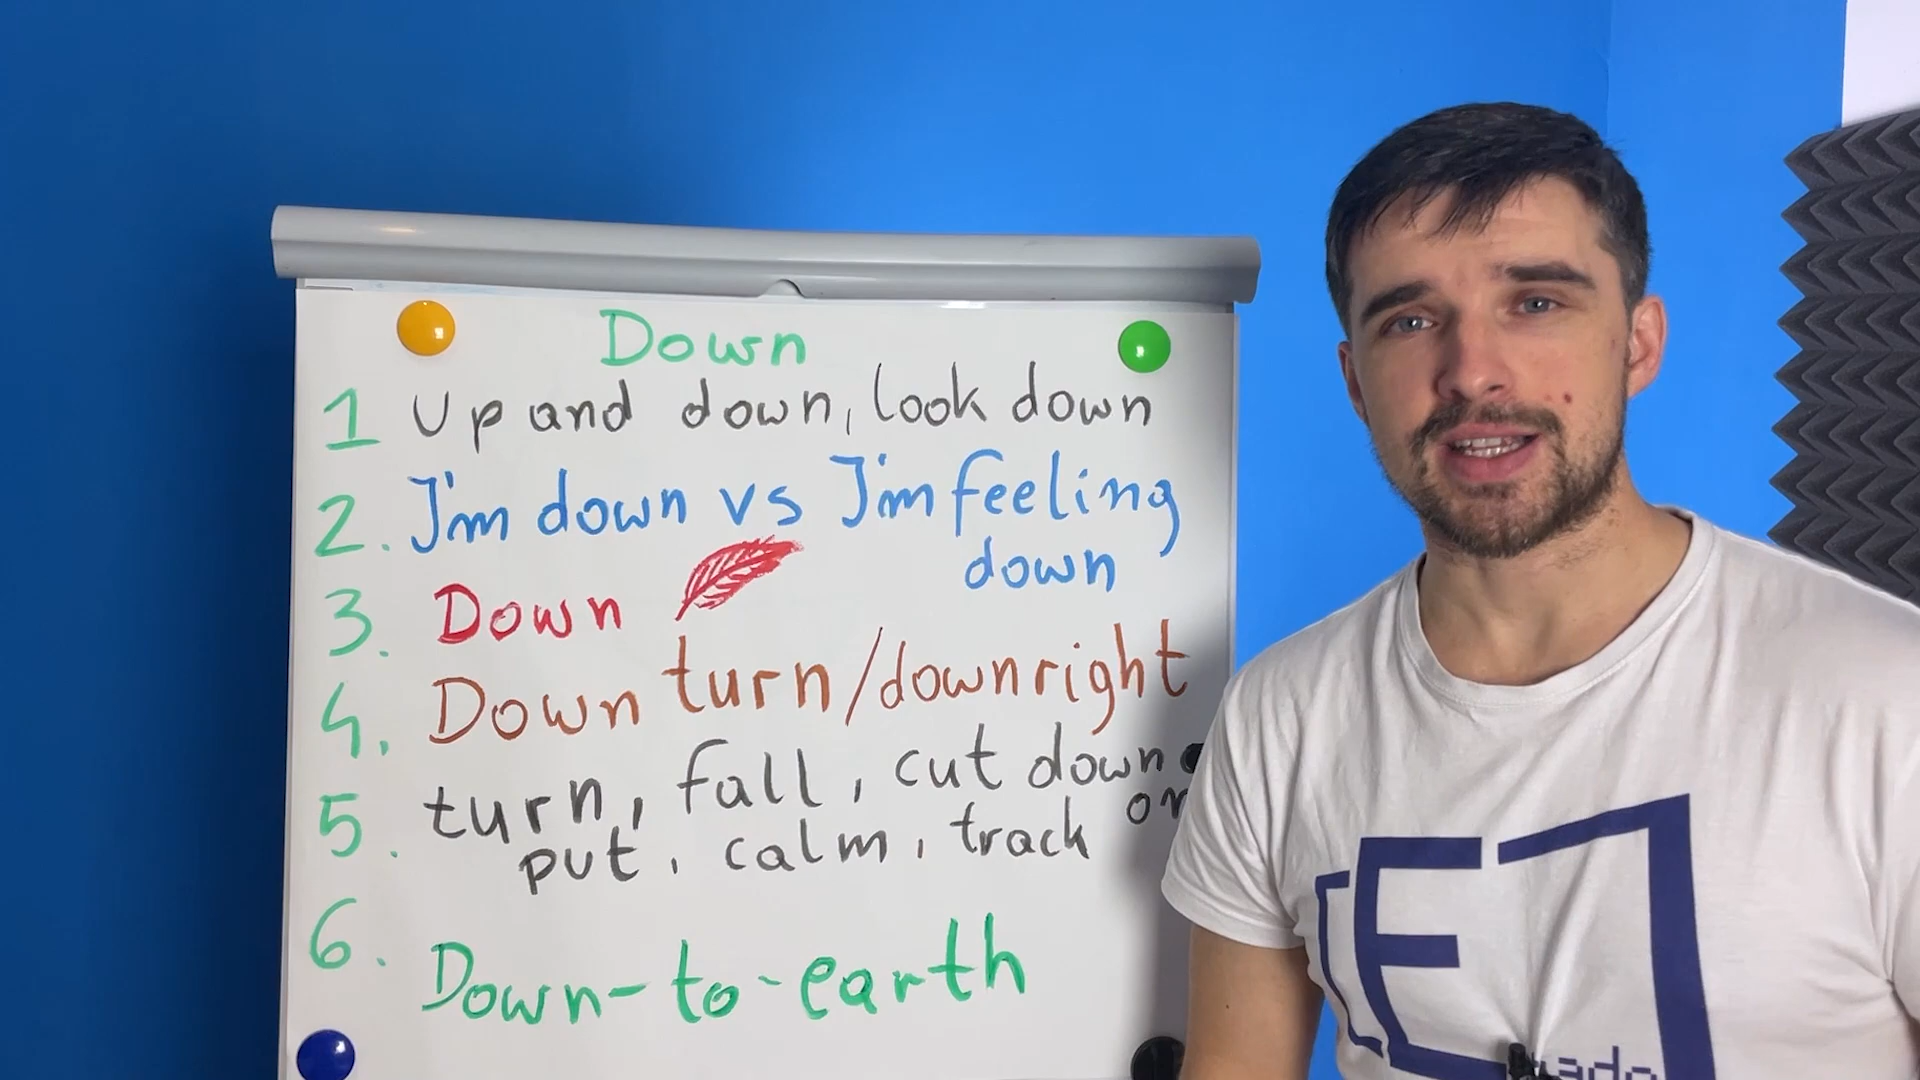 Down
1 Up and down, look down
2. I'm down vs I'm feeling
down
3. Down
4. Down turn/downright
5. turn, fall, cut down
on
put, calm, track
6. Down-to-earth
E